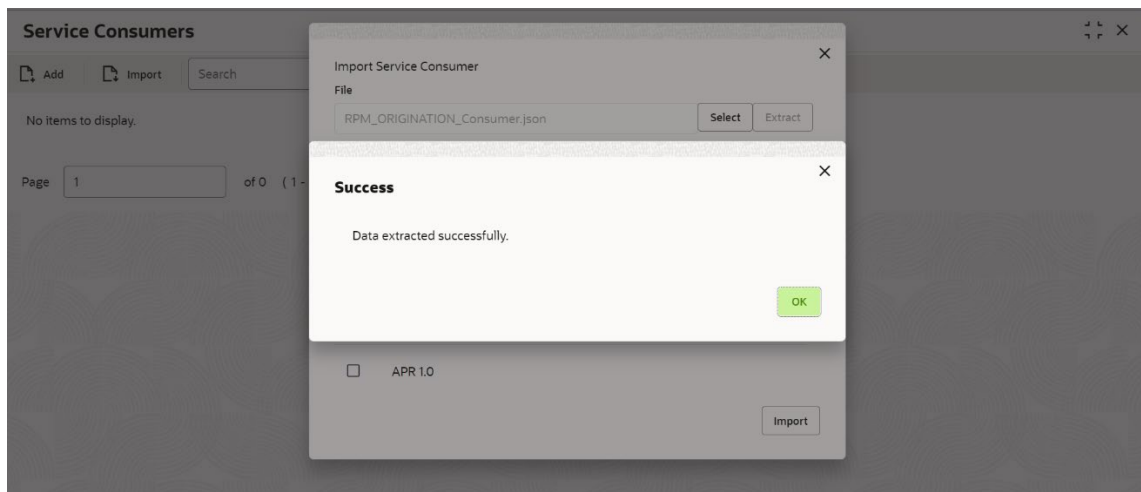 Service Consumers
Add Import Search
No items to display.
Page 1 of 0 (1-
Import Service Consumer
File
RPM_ORIGINATION_Consumer.json Select Extract
Success
Data extracted successfully.
OK
APR 1.0
Import